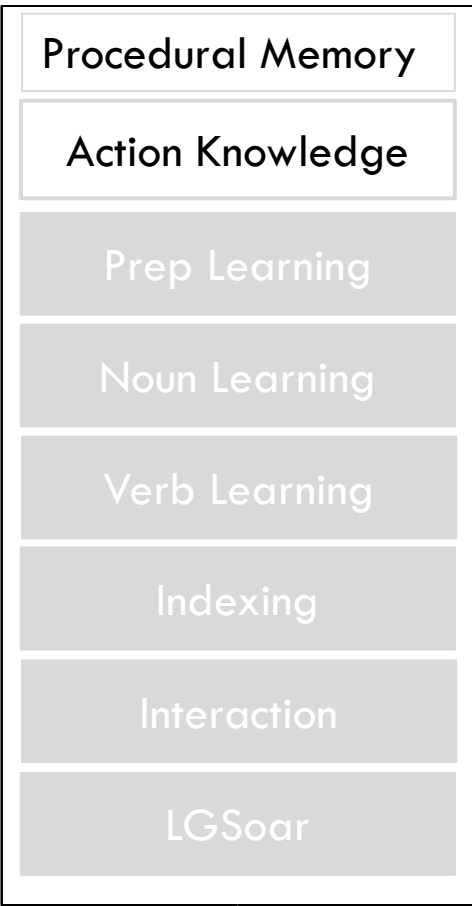 Procedural Memory
Action Knowledge
Prep Learning
Noun Learning
Verb Learning
Indexing
Interaction
LGSoar